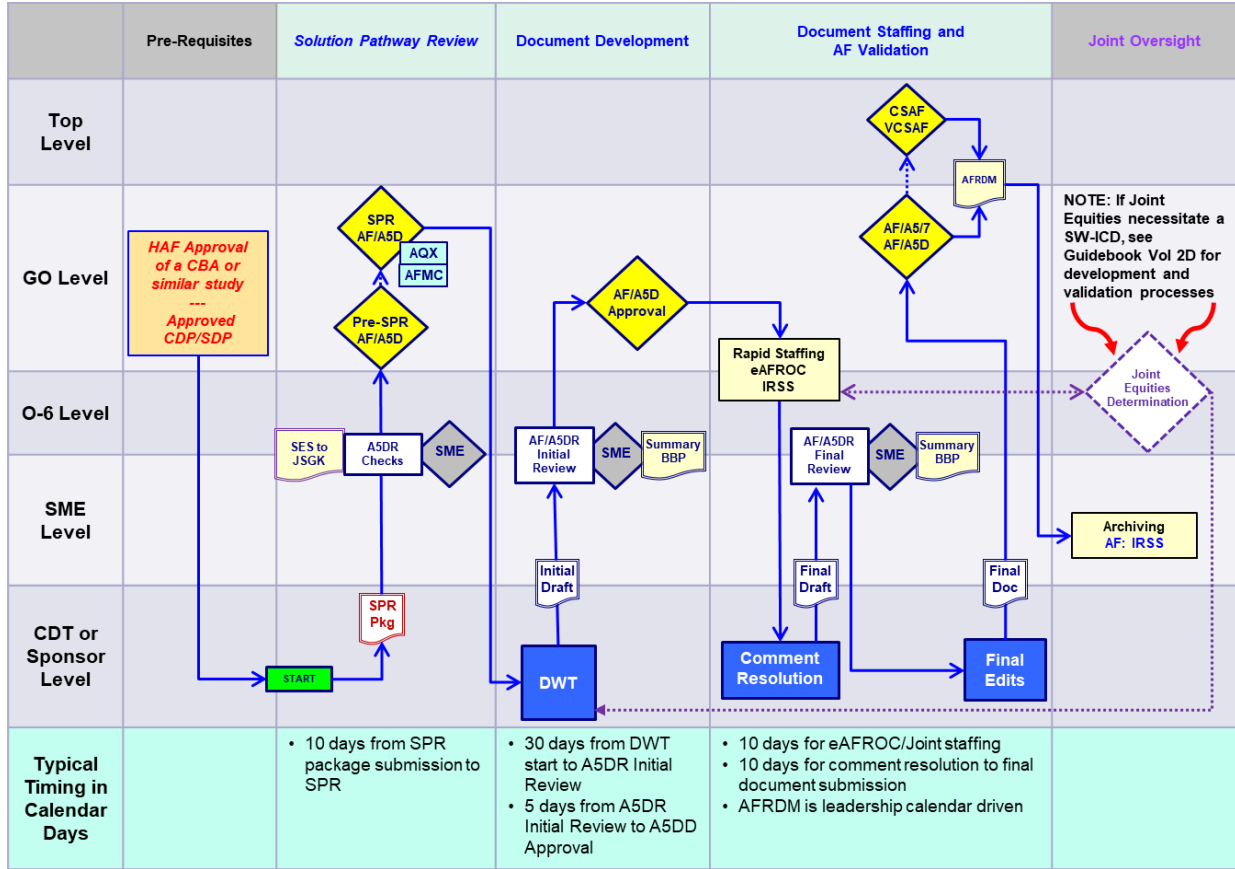 Pre-Requisites
Solution Pathway Review
Document Development
Document Staffing and
AF Validation
Joint Oversight
Top
Level
CSAF
VCSAF
AFRDM
GO Level
HAF Approval
of a CBA or
similar study
---
Approved
CDP/SDP
SPR
AF/A5D
AQX
AFMC
Pre-SPR
AF/A5D
AF/A5D
Approval
Rapid Staffing
eAFROC
IRSS
AF/A5/7
AF/A5D
NOTE: If Joint
Equities necessitate a
SW-ICD, see
Guidebook Vol 2D for
development and
validation processes
O-6 Level
Joint
Equities
Determination
SES to
JSGK
A5DR
Checks
SME
AF/A5DR
Initial
Review
SME
Summary
BBP
AF/A5DR
Final
Review
SME
Summary
BBP
SME
Level
Archiving
AF: IRSS
Initial
Draft
Final
Draft
Final
Doc
CDT or
Sponsor
Level
SPR
Pkg
START
DWT
Comment
Resolution
Final
Edits
Typical
Timing in
Calendar
Days
• 10 days from SPR
package submission to
SPR
• 30 days from DWT
start to A5DR Initial
Review
• 5 days from A5DR
Initial Review to A5DD
Approval
• 10 days for eAFROC/Joint staffing
• 10 days for comment resolution to final
document submission
• AFRDM is leadership calendar driven